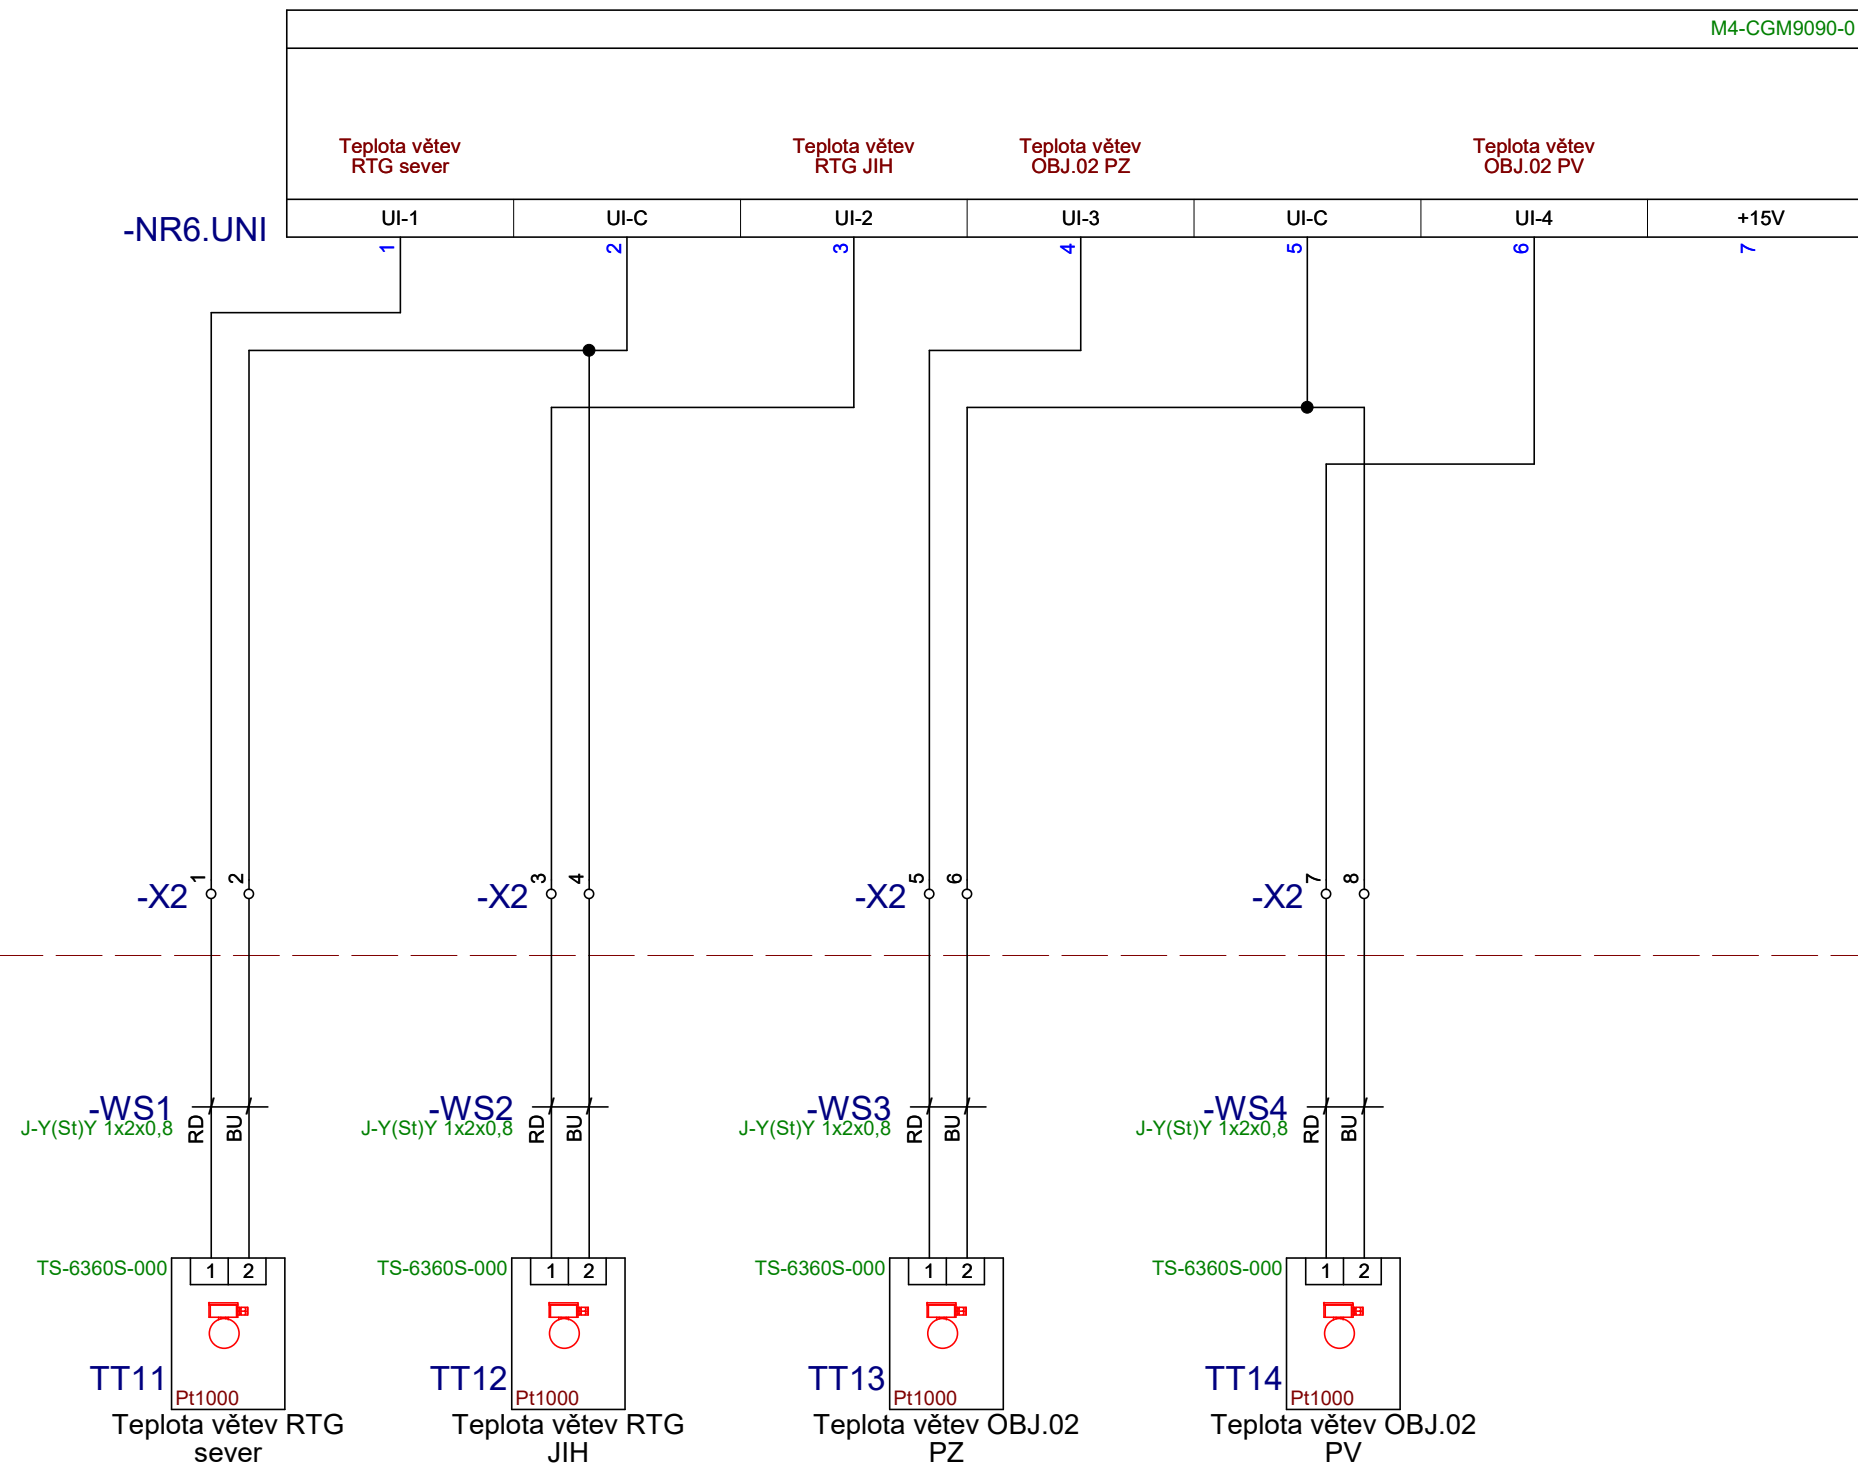 M4-CGM9090-0
Teplota větev
RTG sever
Teplota větev
RTG JIH
Teplota větev
OBJ.02 PZ
Teplota větev
OBJ.02 PV
-NR6.UNI
UI-1 UI-C UI-2 UI-3 UI-C UI-4 +15V
1 2 3 4 5 6 7
-X2 1 2 -X2 3 4 -X2 5 6 -X2 7 8
-WS1 -WS2 -WS3 -WS4
J-Y(St)Y 1x2x0,8 RD BU J-Y(St)Y 1x2x0,8 RD BU J-Y(St)Y 1x2x0,8 RD BU J-Y(St)Y 1x2x0,8 RD BU
TS-6360S-000 1 2 TS-6360S-000 1 2 TS-6360S-000 1 2 TS-6360S-000 1 2
TT11 TT12 TT13 TT14
Pt1000 Pt1000 Pt1000 Pt1000
Teplota větev RTG
sever
Teplota větev RTG
JIH
Teplota větev OBJ.02
PZ
Teplota větev OBJ.02
PV